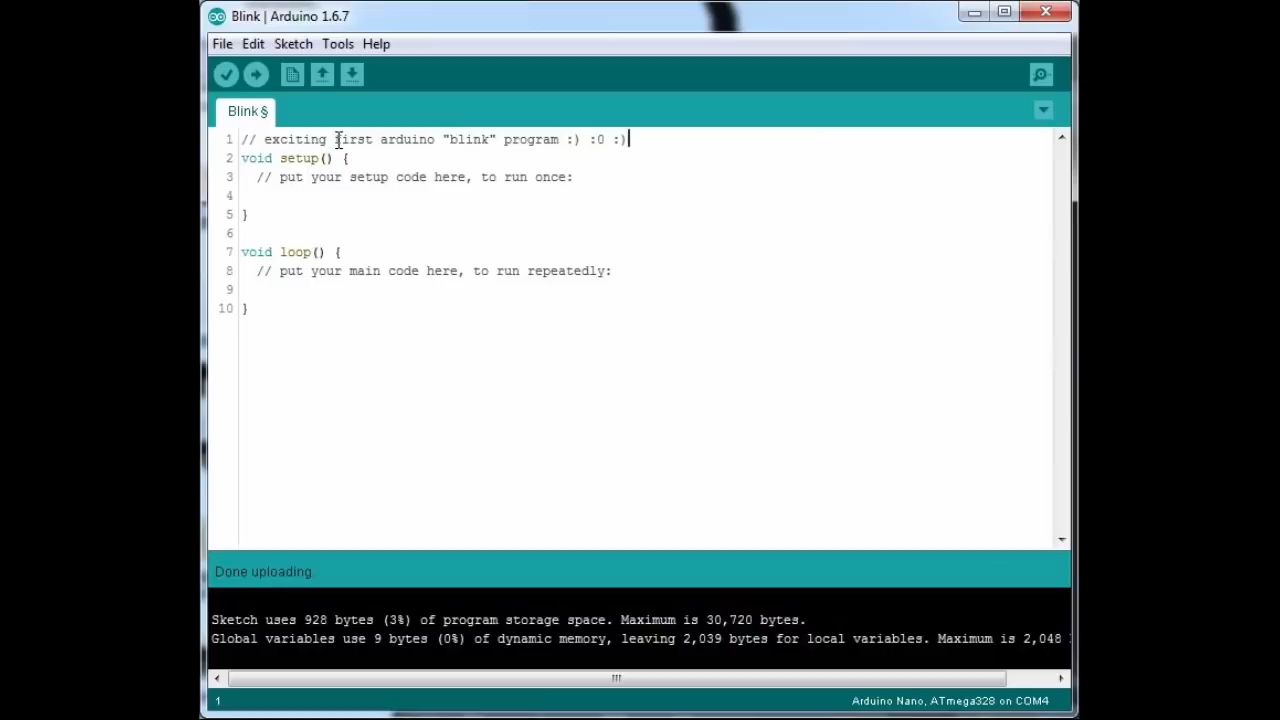 Blink | Arduino 1.6.7
File Edit Sketch Tools Help
Blink §
1 // exciting first arduino "blink" program :) :0 :)
2 void setup() {
3 // put your setup code here, to run once:
4
5 }
6
7 void loop() {
8 // put your main code here, to run repeatedly:
9
10 }
Done uploading.
Sketch uses 928 bytes (3%) of program storage space. Maximum is 30,720 bytes.
Global variables use 9 bytes (0%) of dynamic memory, leaving 2,039 bytes for local variables. Maximum is 2,048
1 Arduino Nano, ATmega328 on COM4